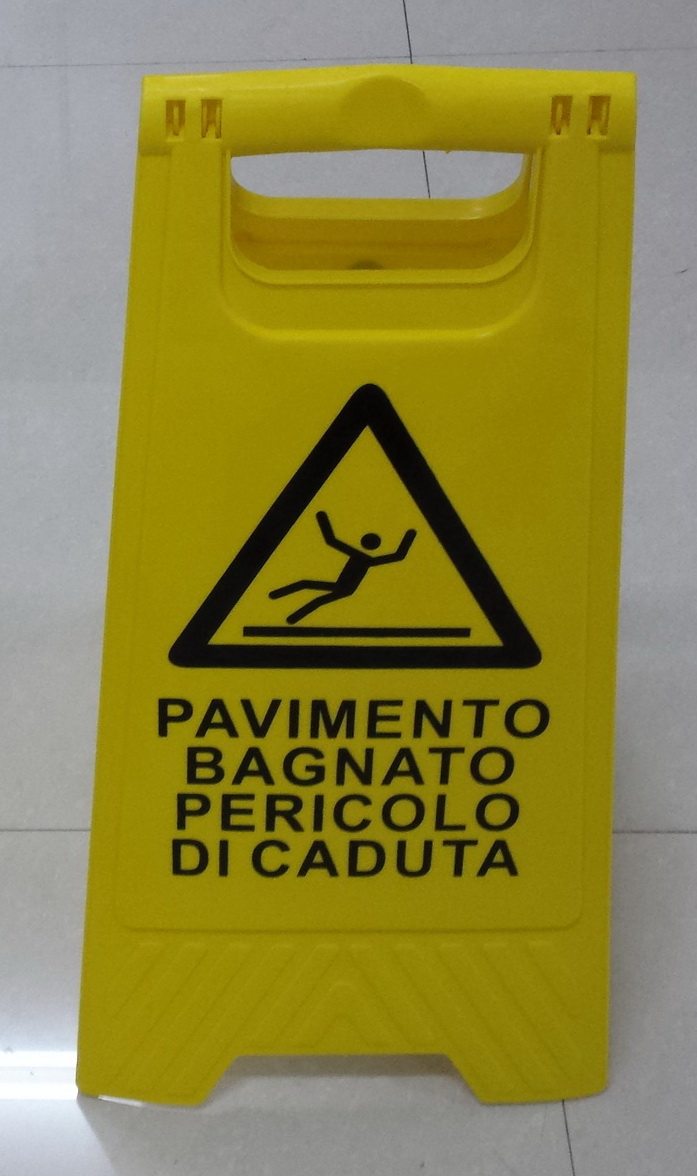 PAVIMENTO
BAGNATO
PERICOLO
DI CADUTA